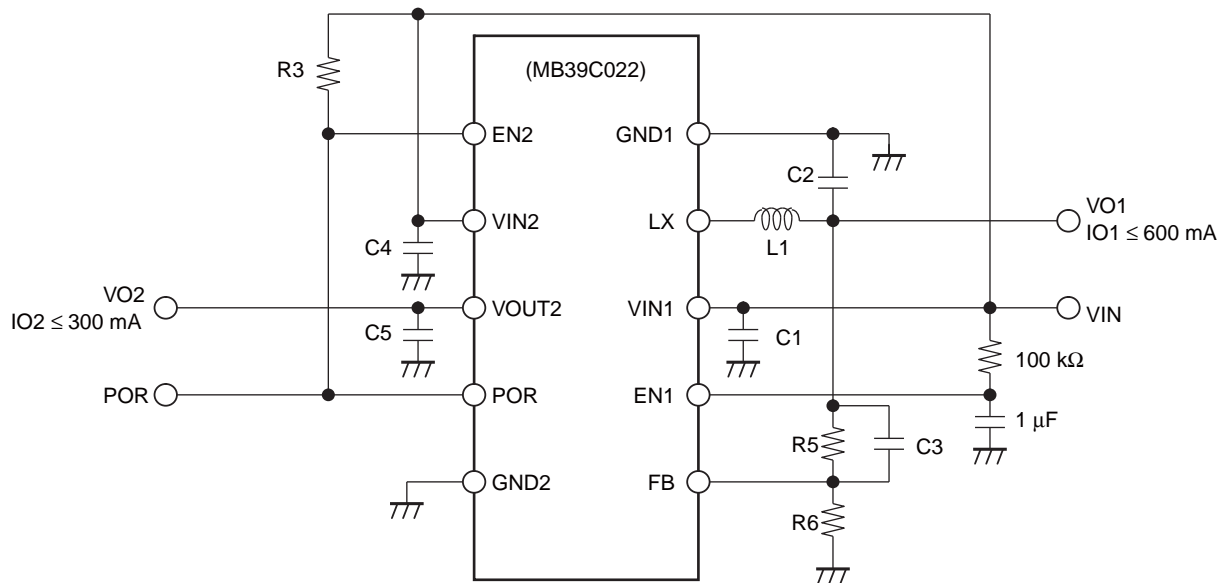 R3
(MB39C022)
EN2
GND1
C2
VIN2
LX
VO1
IO1 ≤ 600 mA
C4
L1
VO2
IO2 ≤ 300 mA
VOUT2
VIN1
VIN
C5
C1
100 kΩ
POR
POR
EN1
1 μF
R5
C3
GND2
FB
R6